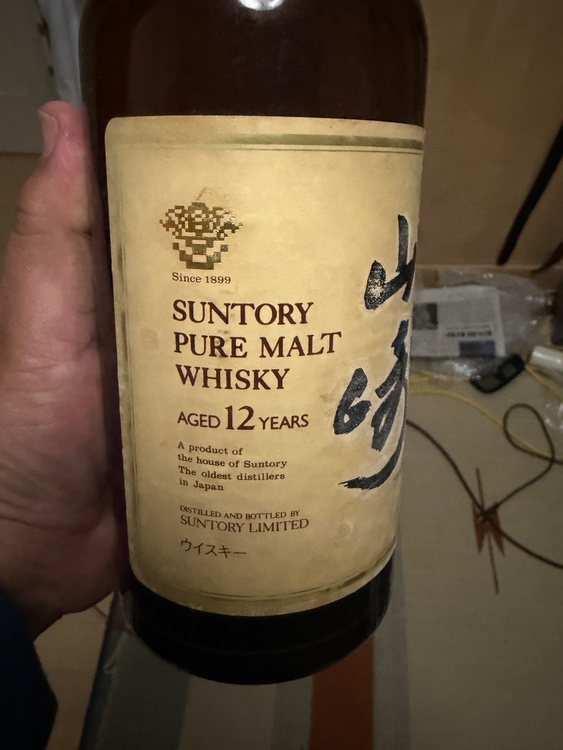 Since 1899
SUNTORY
PURE MALT
WHISKY
AGED 12 YEARS
A product of
the house of Suntory
The oldest distillers
in Japan
DISTILLED AND BOTTLED BY
SUNTORY LIMITED
ウイスキー
山崎